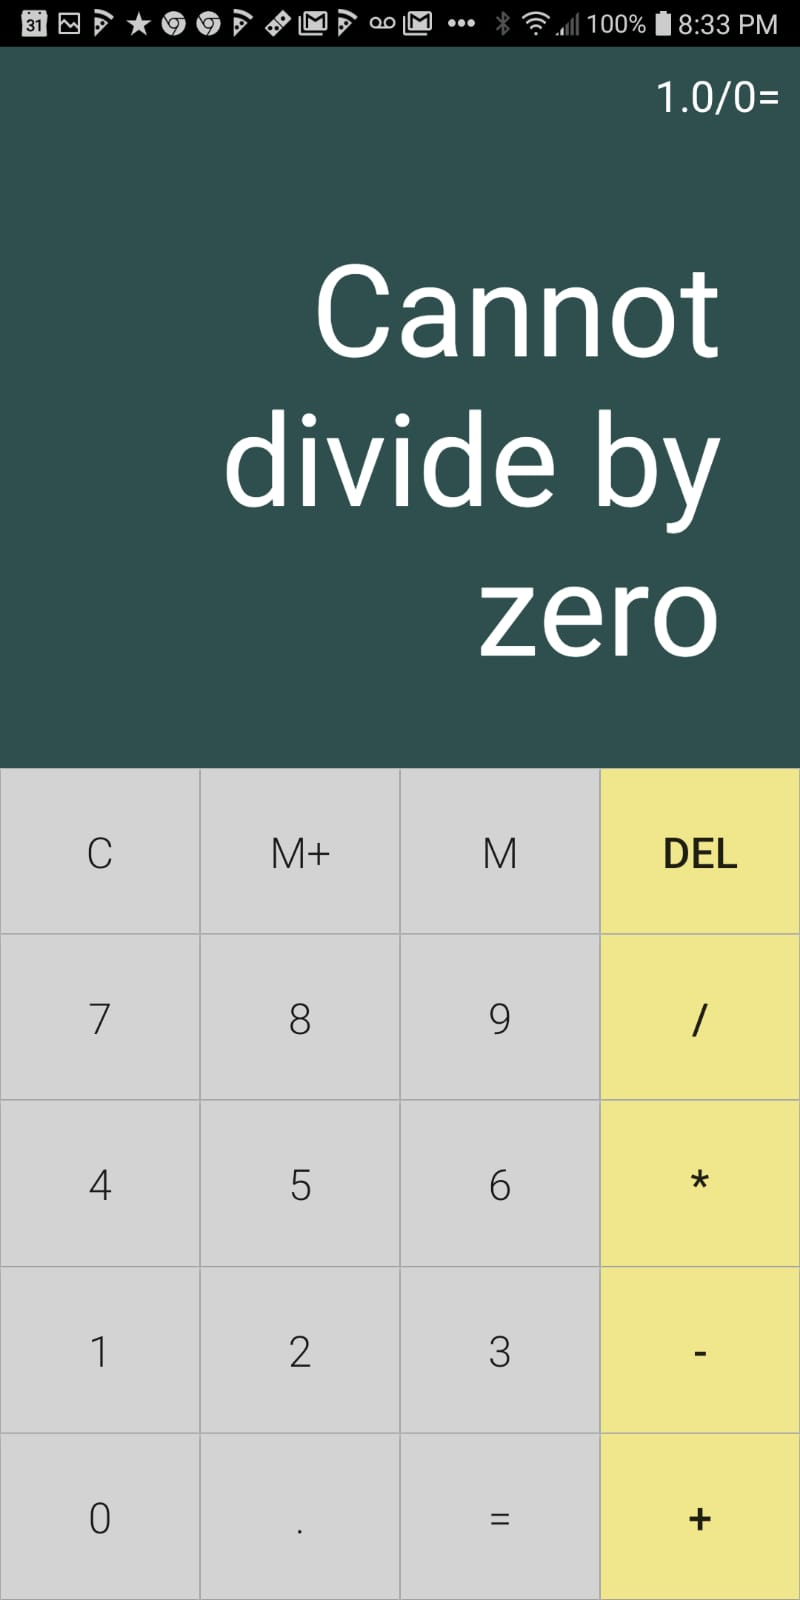 31 100% 8:33 PM
1.0/0=
Cannot
divide by
zero
C M+ M DEL
7 8 9 /
4 5 6 *
1 2 3 -
0 . = +